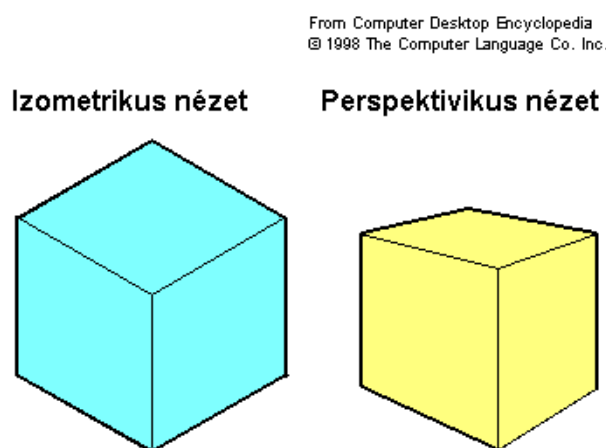 From Computer Desktop Encyclopedia
© 1998 The Computer Language Co. Inc.
Izometrikus nézet
Perspektivikus nézet